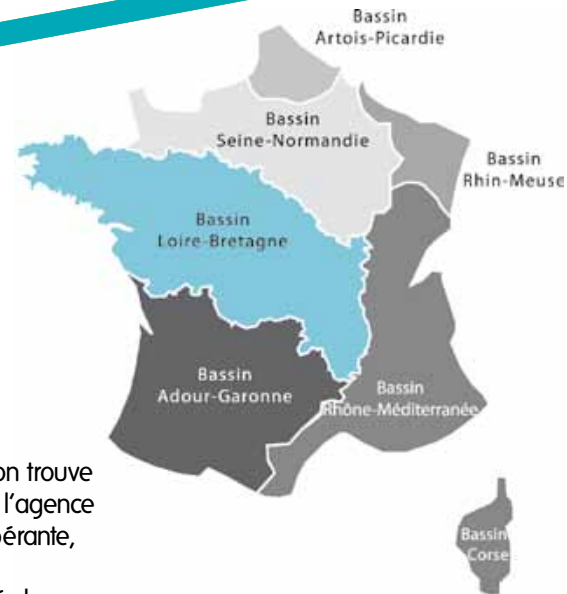 Bassin
Artois-Picardie
Bassin
Seine-Normandie
Bassin
Rhin-Meuse
Bassin
Loire-Bretagne
Bassin
Adour-Garonne
Bassin
Rhône-Méditerranée
Bassin
Corse
on trouve
l'agence
érante,